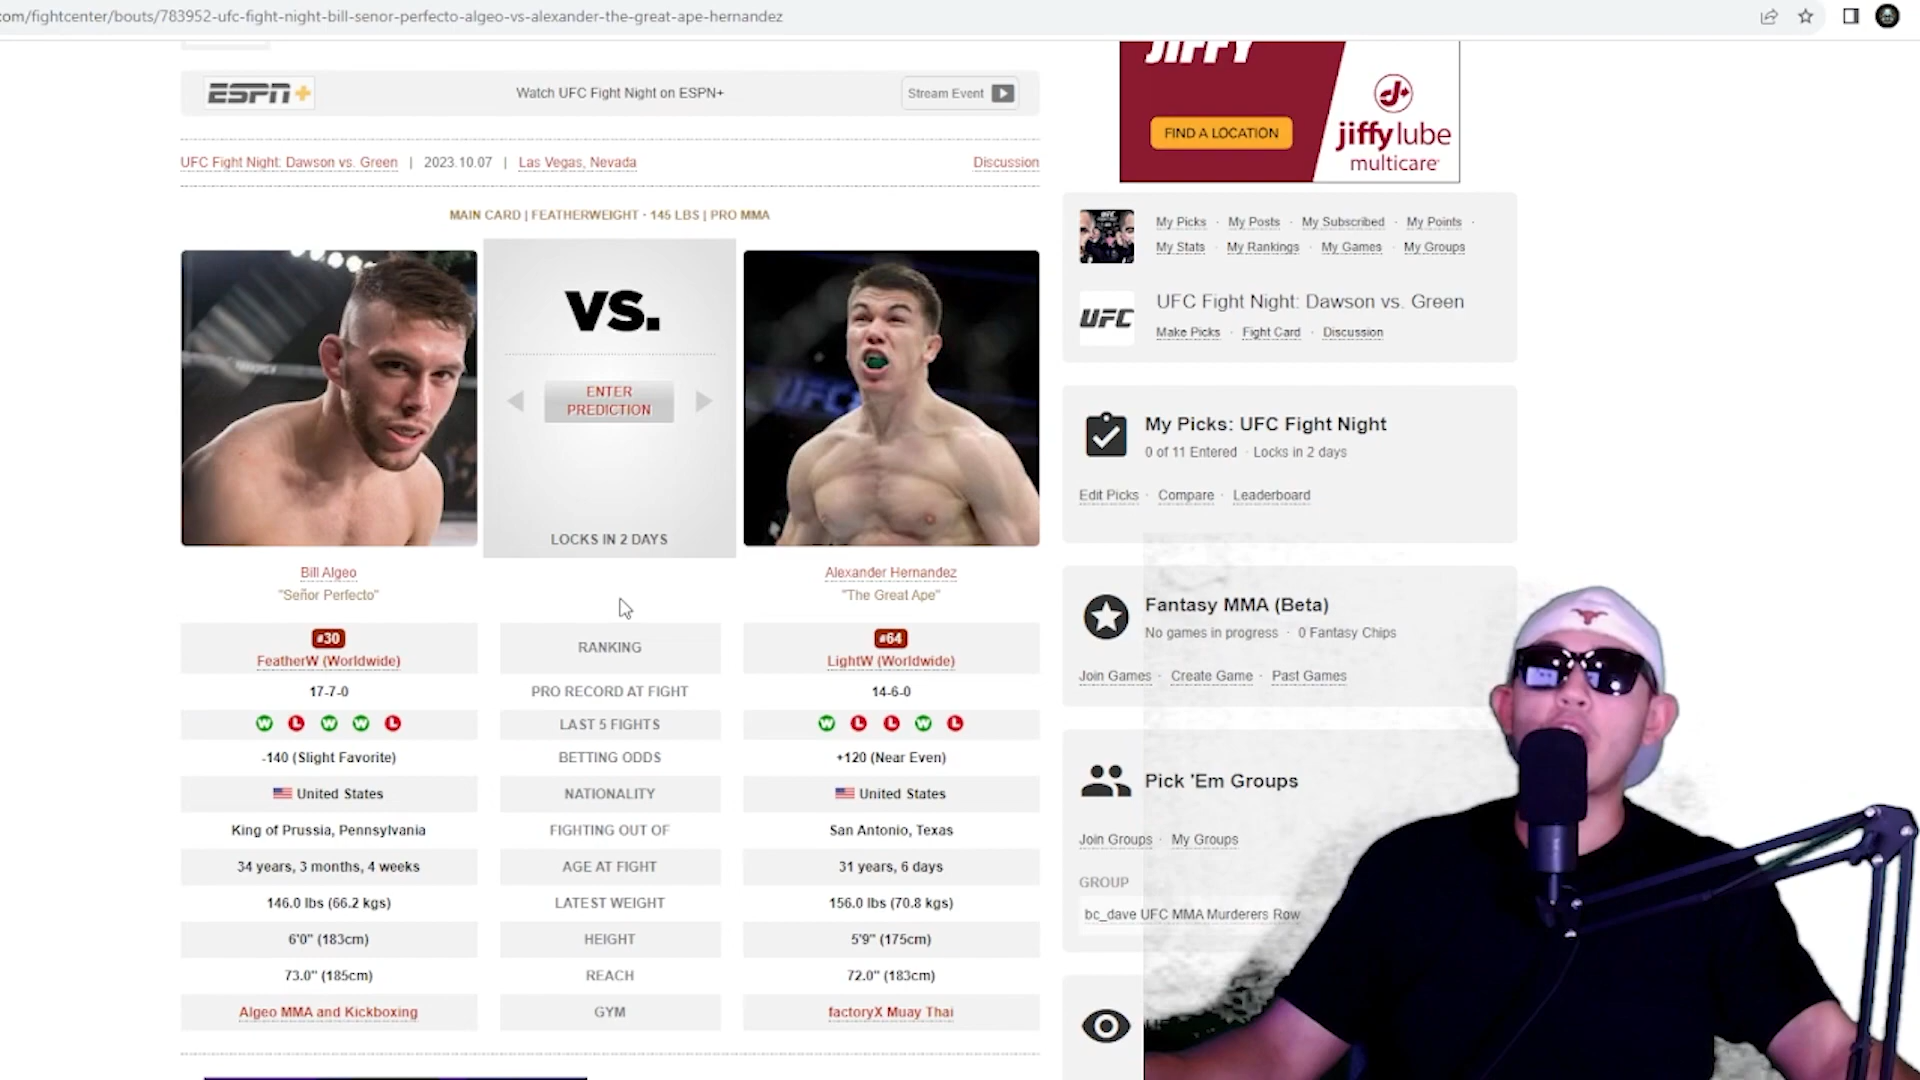 com/fightcenter/bouts/783952-ufc-fight-night-bill-senor-perfecto-algeo-vs-alexander-the-great-ape-hernandez
JIFFY
FIND A LOCATION
jiffy lube
multicare
ESPN+
Watch UFC Fight Night on ESPN+
Stream Event
UFC Fight Night: Dawson vs. Green | 2023.10.07 | Las Vegas, Nevada
Discussion
MAIN CARD | FEATHERWEIGHT · 145 LBS | PRO MMA
VS.
ENTER
PREDICTION
LOCKS IN 2 DAYS
UFC
Bill Algeo
Alexander Hernandez
"Señor Perfecto"
"The Great Ape"
#30
FeatherW (Worldwide)
RANKING
#64
LightW (Worldwide)
17-7-0 PRO RECORD AT FIGHT 14-6-0
W L W W L LAST 5 FIGHTS W L L W L
-140 (Slight Favorite) BETTING ODDS +120 (Near Even)
United States NATIONALITY United States
King of Prussia, Pennsylvania FIGHTING OUT OF San Antonio, Texas
34 years, 3 months, 4 weeks AGE AT FIGHT 31 years, 6 days
146.0 lbs (66.2 kgs) LATEST WEIGHT 156.0 lbs (70.8 kgs)
6'0" (183cm) HEIGHT 5'9" (175cm)
73.0" (185cm) REACH 72.0" (183cm)
Algeo MMA and Kickboxing GYM factoryX Muay Thai
My Picks · My Posts · My Subscribed · My Points ·
My Stats · My Rankings · My Games · My Groups
UFC
UFC Fight Night: Dawson vs. Green
Make Picks · Fight Card · Discussion
My Picks: UFC Fight Night
0 of 11 Entered · Locks in 2 days
Edit Picks · Compare · Leaderboard
Fantasy MMA (Beta)
No games in progress · 0 Fantasy Chips
Join Games · Create Game · Past Games
Pick 'Em Groups
Join Groups · My Groups
GROUP
bc_dave UFC MMA Murderers Row